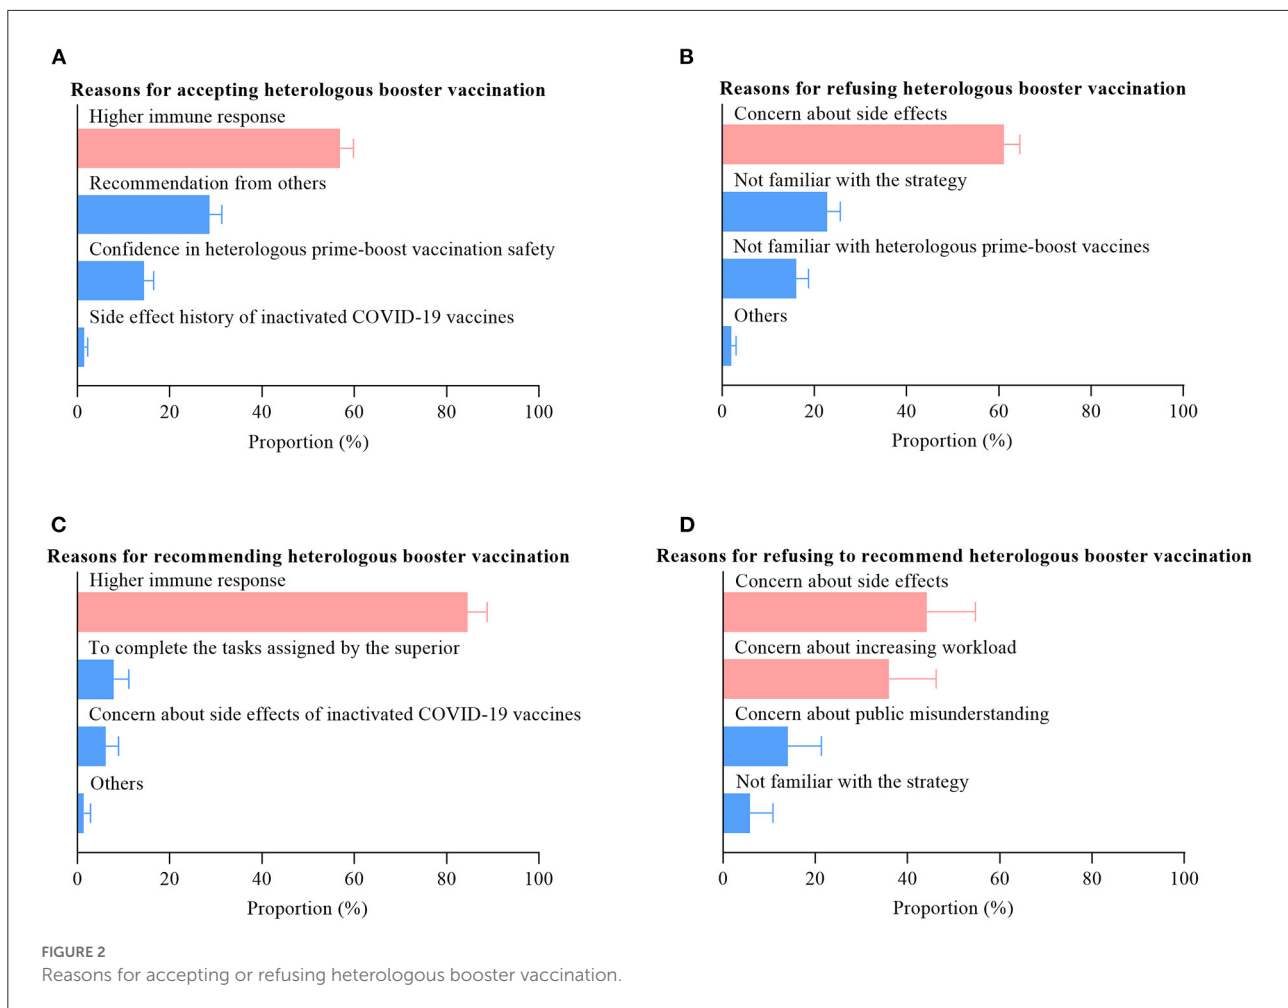 A
Reasons for accepting heterologous booster vaccination
Higher immune response
Recommendation from others
Confidence in heterologous prime-boost vaccination safety
Side effect history of inactivated COVID-19 vaccines
0 20 40 60 80 100
Proportion (%)
B
Reasons for refusing heterologous booster vaccination
Concern about side effects
Not familiar with the strategy
Not familiar with heterologous prime-boost vaccines
Others
0 20 40 60 80 100
Proportion (%)
C
Reasons for recommending heterologous booster vaccination
Higher immune response
To complete the tasks assigned by the superior
Concern about side effects of inactivated COVID-19 vaccines
Others
0 20 40 60 80 100
Proportion (%)
D
Reasons for refusing to recommend heterologous booster vaccination
Concern about side effects
Concern about increasing workload
Concern about public misunderstanding
Not familiar with the strategy
0 20 40 60 80 100
Proportion (%)
FIGURE 2
Reasons for accepting or refusing heterologous booster vaccination.